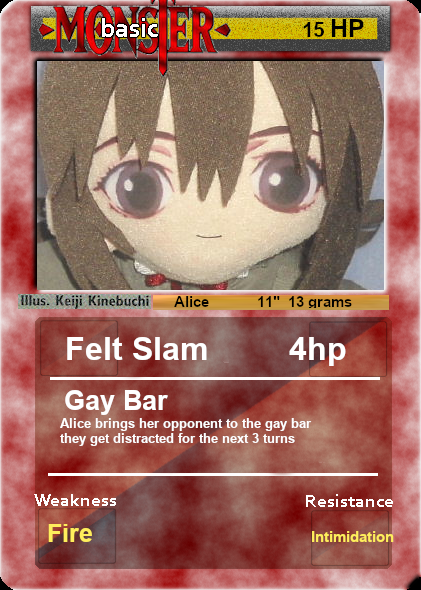 MONSTER
basic
15 HP
Illus. Keiji Kinebuchi
Alice 11" 13 grams
Felt Slam 4hp
Gay Bar
Alice brings her opponent to the gay bar
they get distracted for the next 3 turns
Weakness
Resistance
Fire
Intimidation